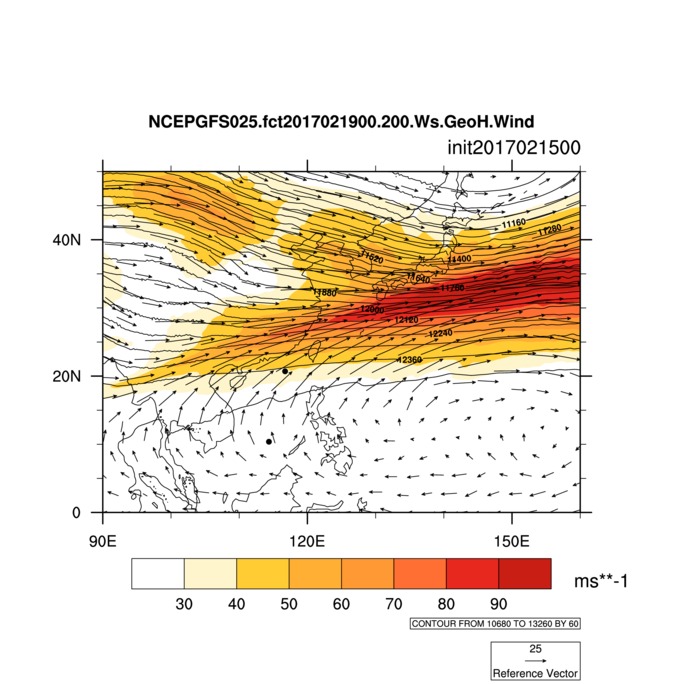 NCEPGFS025.fct2017021900.200.Ws.GeoH.Wind
init2017021500
40N
20N
0
90E 120E 150E
11160
11280
11520
11400
11640
11880
11760
12000
12120
12240
12360
30 40 50 60 70 80 90
ms**-1
CONTOUR FROM 10680 TO 13260 BY 60
25
Reference Vector